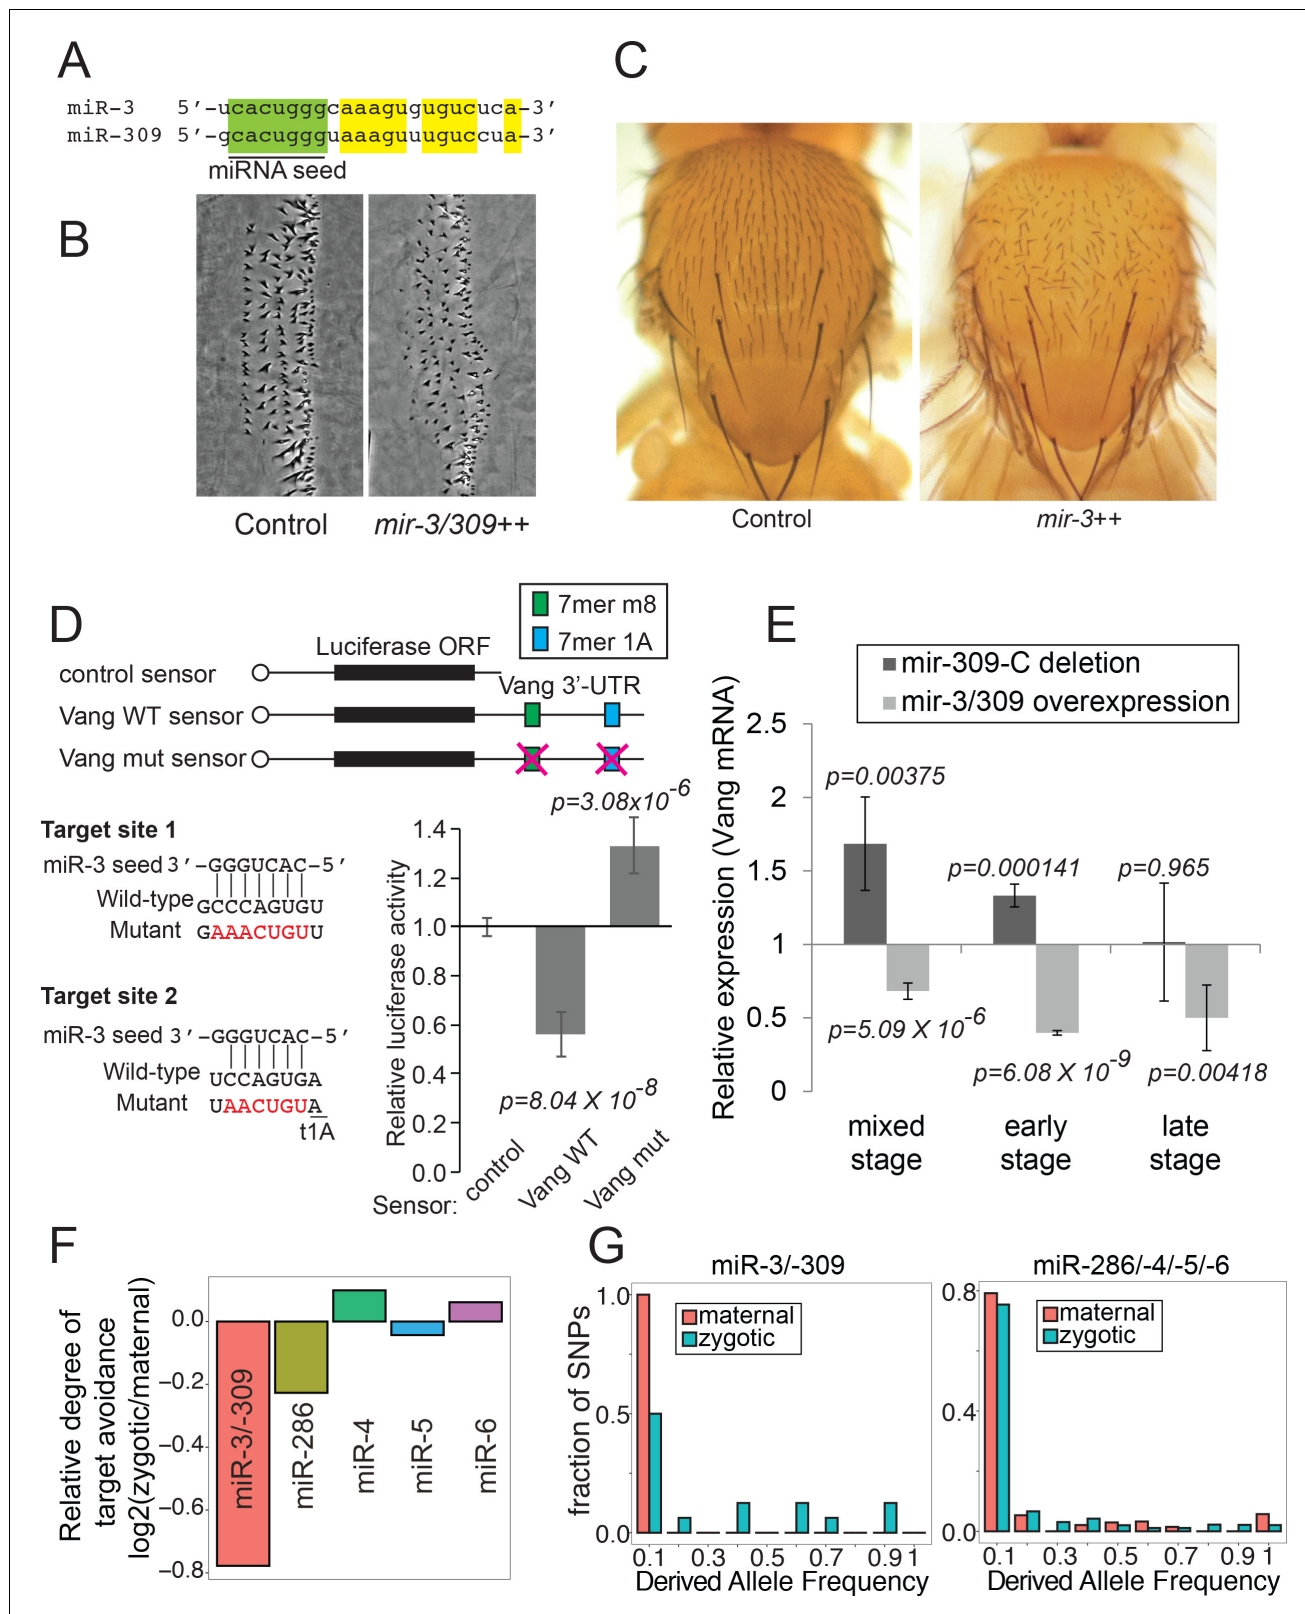 A
miR-3 5’-ucacugggcaaagugugucuca-3’
miR-309 5’-gcacuggguaaaguuuguccua-3’
miRNA seed
B
Control
mir-3/309++
C
Control
mir-3++
D
7mer m8
7mer 1A
Luciferase ORF
control sensor
Vang 3’-UTR
Vang WT sensor
Vang mut sensor
Target site 1
miR-3 seed 3’-GGGUCAC-5’
Wild-type GCCCAGUGU
Mutant GAAACUGUU
Target site 2
miR-3 seed 3’-GGGUCAC-5’
Wild-type UCCAGUGA
Mutant UAACUGUA
t1A
p=3.08x10-6
1.4
1.2
1.0
0.8
0.6
0.4
0.2
0.0
Relative luciferase activity
p=8.04 X 10-8
Sensor:
control
Vang WT
Vang mut
E
mir-309-C deletion
mir-3/309 overexpression
Relative expression (Vang mRNA)
2.5
2
1.5
1
0.5
0
p=0.00375
p=0.000141
p=0.965
p=5.09 X 10-6
p=6.08 X 10-9
p=0.00418
mixed stage
early stage
late stage
F
Relative degree of
target avoidance
log2(zygotic/maternal)
0.0
−0.2
−0.4
−0.6
−0.8
miR-3/-309
miR-286
miR-4
miR-5
miR-6
G
miR-3/-309
maternal
zygotic
fraction of SNPs
1.0
0.5
0.0
0.1 0.3 0.5 0.7 0.9 1
Derived Allele Frequency
miR-286/-4/-5/-6
maternal
zygotic
0.8
0.4
0.0
0.1 0.3 0.5 0.7 0.9 1
Derived Allele Frequency